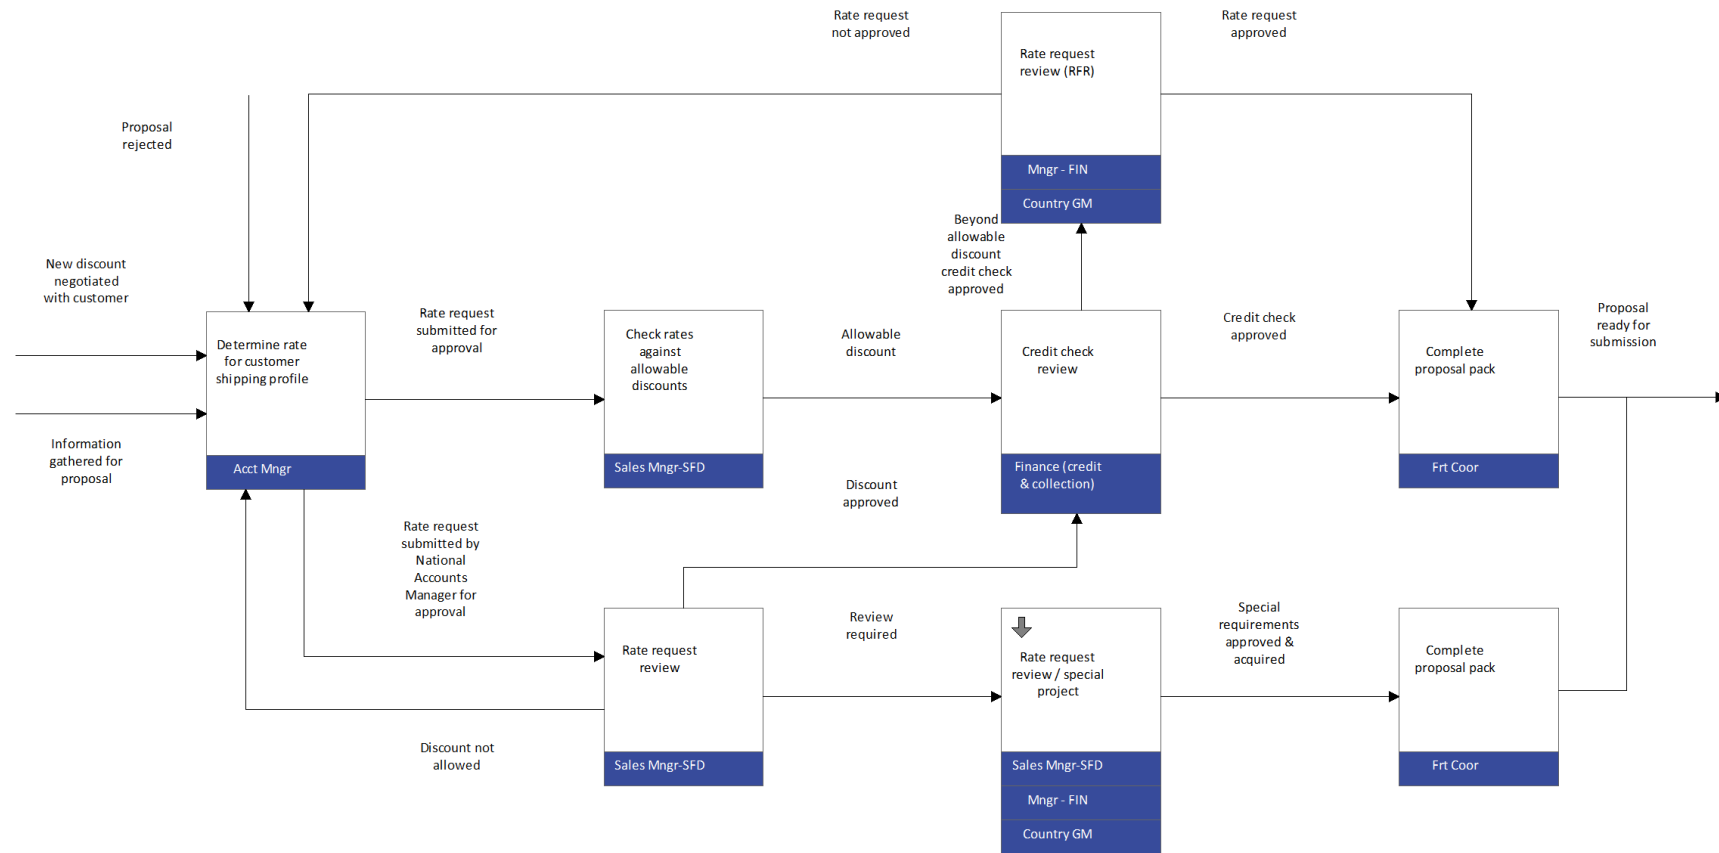 Rate request
not approved
Rate request
approved
Rate request
review (RFR)
Mngr - FIN
Country GM
Proposal
rejected
New discount
negotiated
with customer
Information
gathered for
proposal
Determine rate
for customer
shipping profile
Acct Mngr
Rate request
submitted for
approval
Check rates
against
allowable
discounts
Sales Mngr-SFD
Allowable
discount
Beyond
allowable
discount
credit check
approved
Credit check
review
Finance (credit
& collection)
Credit check
approved
Complete
proposal pack
Frt Coor
Proposal
ready for
submission
Discount
approved
Rate request
submitted by
National
Accounts
Manager for
approval
Discount not
allowed
Rate request
review
Sales Mngr-SFD
Review
required
Rate request
review / special
project
Sales Mngr-SFD
Mngr - FIN
Country GM
Special
requirements
approved &
acquired
Complete
proposal pack
Frt Coor